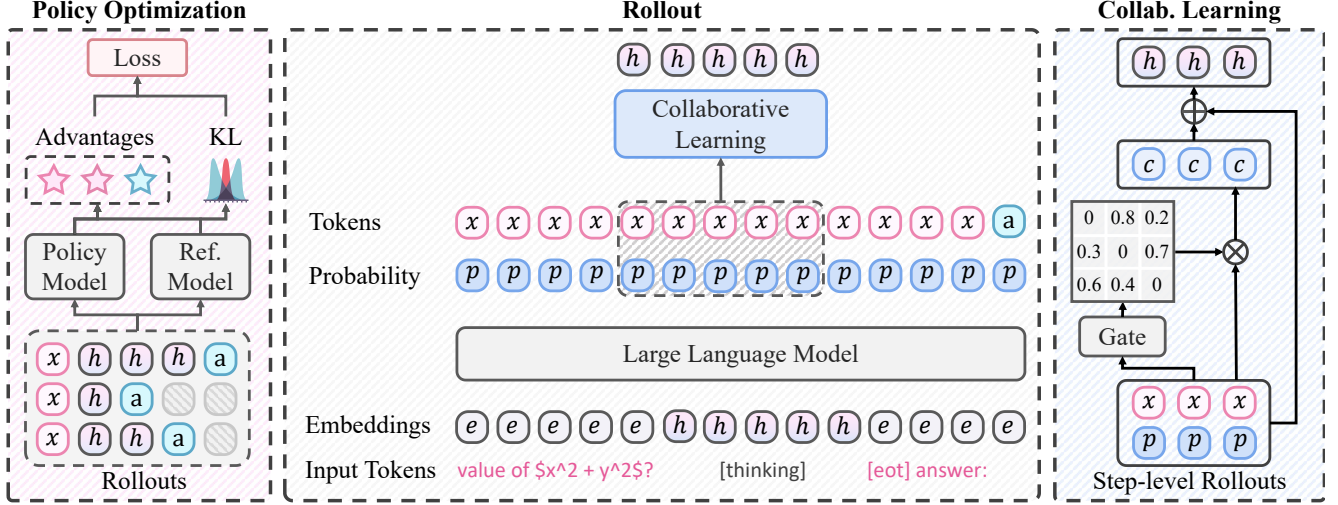 Policy Optimization
Loss
Advantages KL
Policy Model
Ref. Model
x h h h a
x h a
x h h a
Rollouts
Rollout
h h h h h
Collaborative
Learning
Tokens x x x x x x x x x x x x x a
Probability p p p p p p p p p p p p p p
Large Language Model
Embeddings e e e e e h h h h h e e e e
Input Tokens value of $x^2 + y^2$? [thinking] [eot] answer:
Collab. Learning
h h h
c c c
0 0.8 0.2
0.3 0 0.7
0.6 0.4 0
Gate
x x x
p p p
Step-level Rollouts